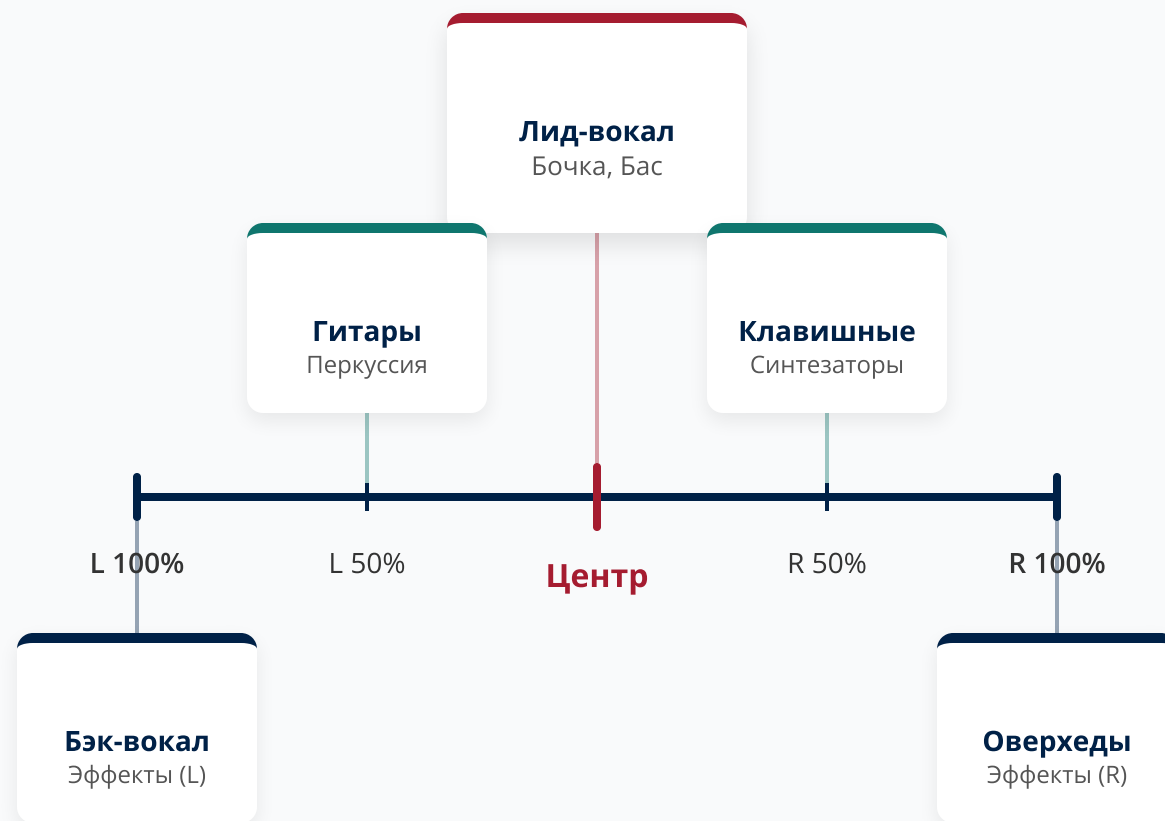 Лид-вокал
Бочка, Бас
Гитары
Перкуссия
Клавишные
Синтезаторы
L 100%
L 50%
Центр
R 50%
R 100%
Бэк-вокал
Эффекты (L)
Оверхеды
Эффекты (R)